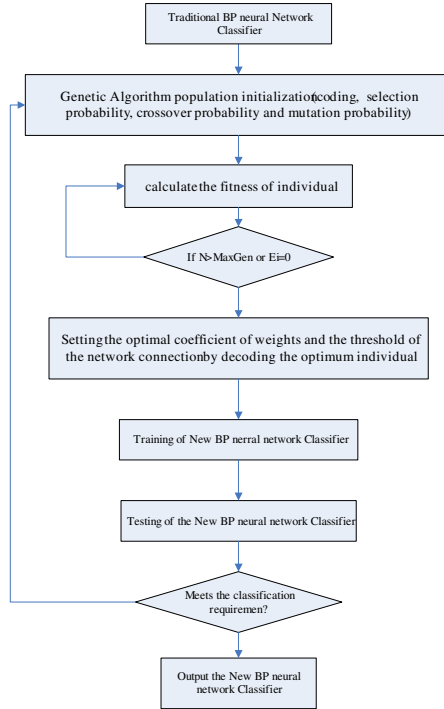 Traditional BP neural Network
Classifier
Genetic Algorithm population initialization(coding, selection
probability, crossover probability and mutation probability)
calculate the fitness of individual
If N>MaxGen or Ei=0
Setting the optimal coefficient of weights and the threshold of
the network connection by decoding the optimum individual
Training of New BP nerral network Classifier
Testing of the New BP neural network Classifier
Meets the classification
requiremen?
Output the New BP neural
network Classifier